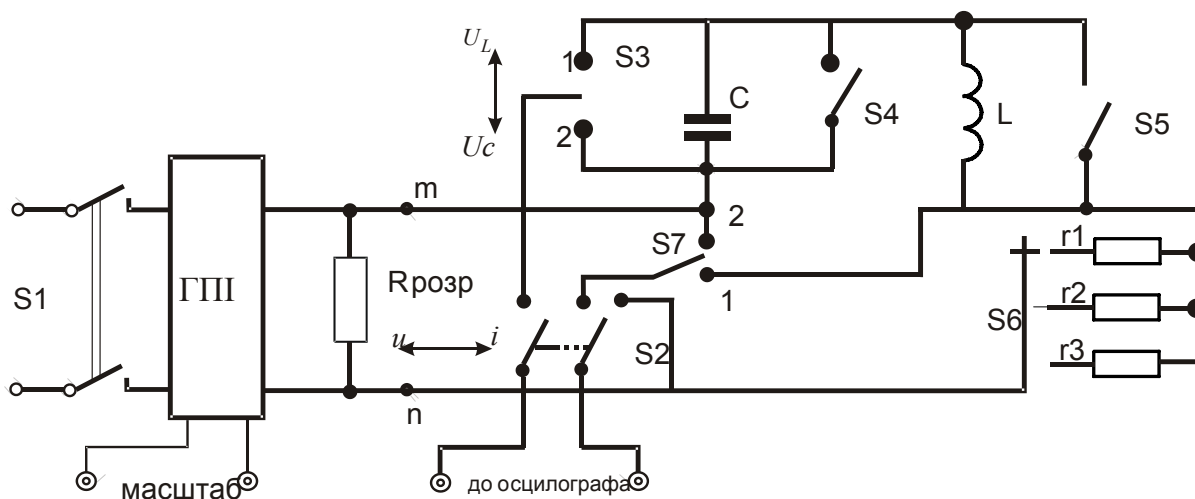 U_L
1
S3
C
S4
L
S5
2
Uc
m
2
S7
r1
S1
ГПІ
Rрозр
1
r2
S6
u
i
S2
r3
n
масштаб
до осцилографа